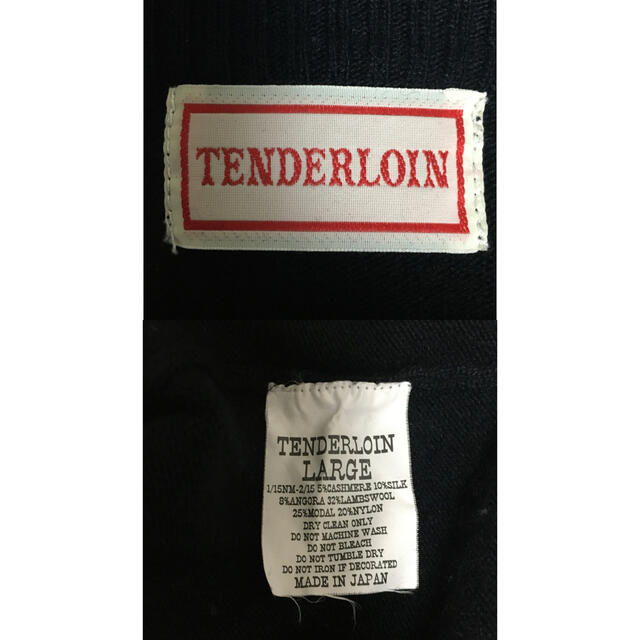 TENDERLOIN
TENDERLOIN
LARGE
1/15NM-2/15 5%CASHMERE 10%SILK
8%ANGORA 32%LAMBSWOOL
25%MODAL 20%NYLON
DRY CLEAN ONLY
DO NOT MACHINE WASH
DO NOT BLEACH
DO NOT TUMBLE DRY
DO NOT IRON IF DECORATED
MADE IN JAPAN